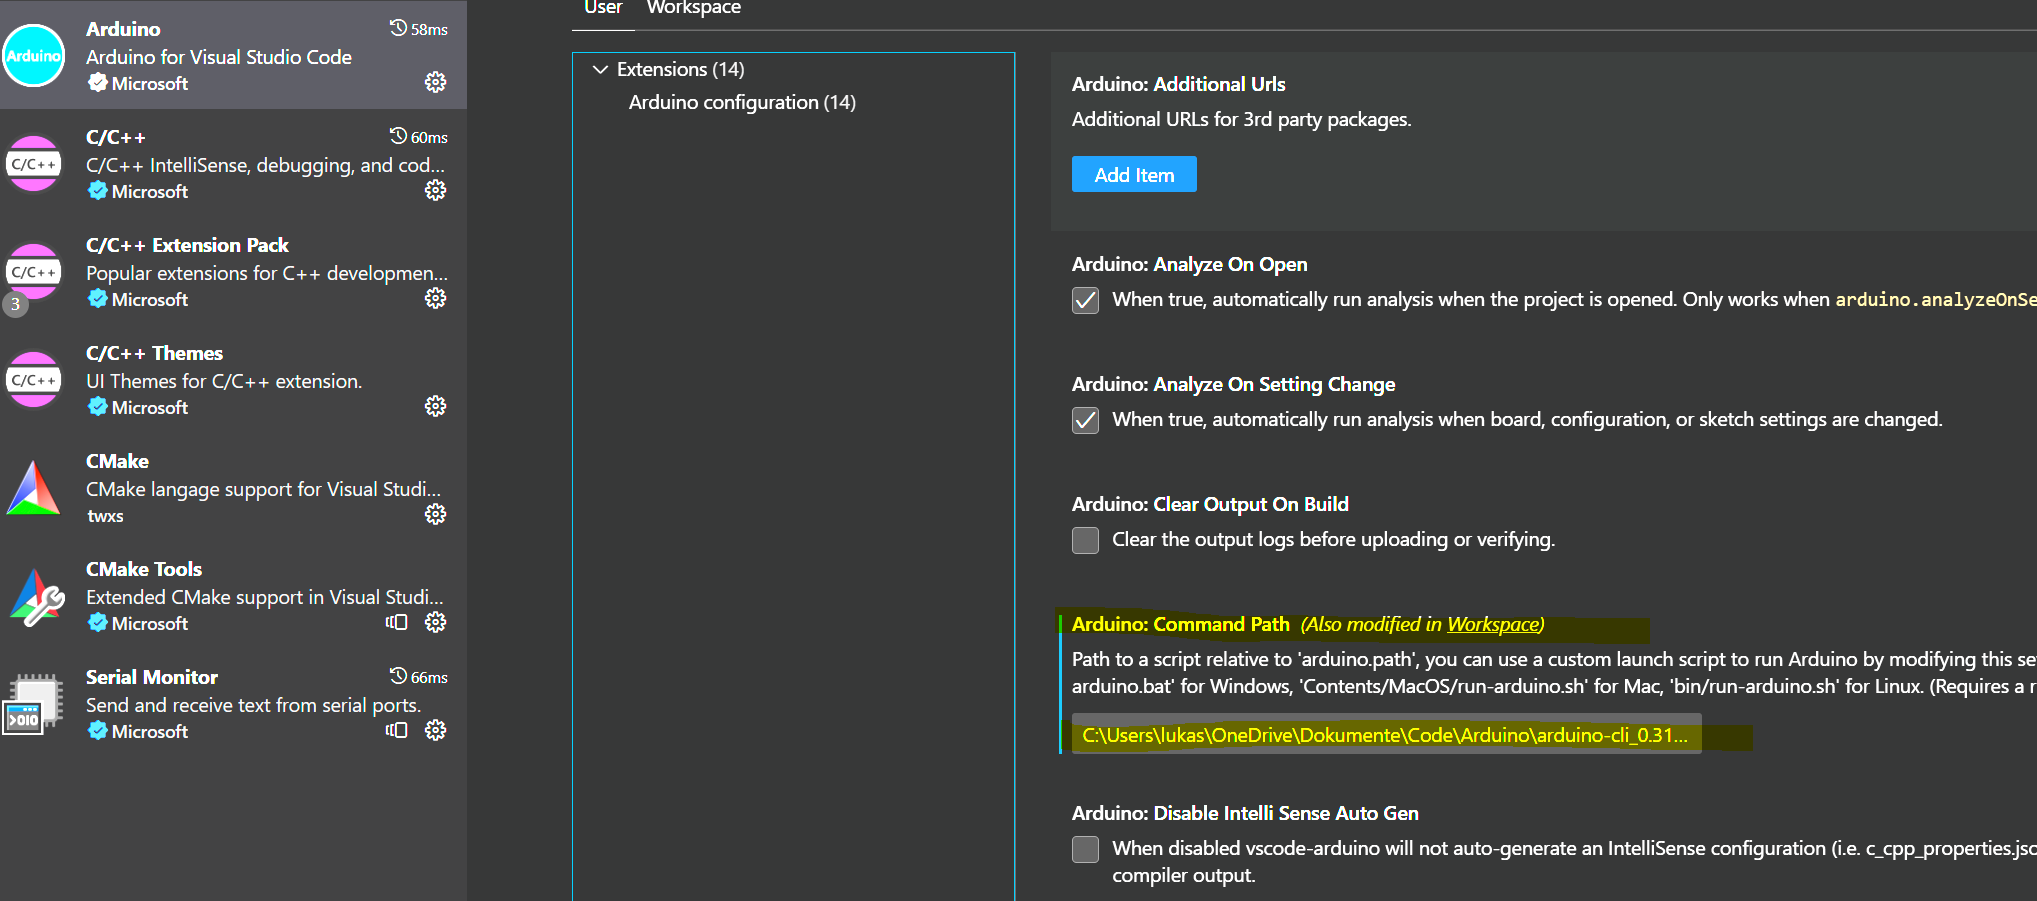 Arduino
58ms
Arduino for Visual Studio Code
Microsoft
Arduino
C/C++
60ms
C/C++ IntelliSense, debugging, and cod...
Microsoft
C/C++
C/C++ Extension Pack
Popular extensions for C++ developmen...
Microsoft
C/C++
3
C/C++ Themes
UI Themes for C/C++ extension.
Microsoft
C/C++
CMake
CMake langage support for Visual Studi...
twxs
CMake Tools
Extended CMake support in Visual Studi...
Microsoft
Serial Monitor
66ms
Send and receive text from serial ports.
Microsoft
>010
User Workspace
Extensions (14)
Arduino configuration (14)
Arduino: Additional Urls
Additional URLs for 3rd party packages.
Add Item
Arduino: Analyze On Open
When true, automatically run analysis when the project is opened. Only works when arduino.analyzeOnSe
Arduino: Analyze On Setting Change
When true, automatically run analysis when board, configuration, or sketch settings are changed.
Arduino: Clear Output On Build
Clear the output logs before uploading or verifying.
Arduino: Command Path (Also modified in Workspace)
Path to a script relative to 'arduino.path', you can use a custom launch script to run Arduino by modifying this se
arduino.bat' for Windows, 'Contents/MacOS/run-arduino.sh' for Mac, 'bin/run-arduino.sh' for Linux. (Requires a r
C:\Users\lukas\OneDrive\Dokumente\Code\Arduino\arduino-cli_0.31...
Arduino: Disable Intelli Sense Auto Gen
When disabled vscode-arduino will not auto-generate an IntelliSense configuration (i.e. c_cpp_properties.jso
compiler output.